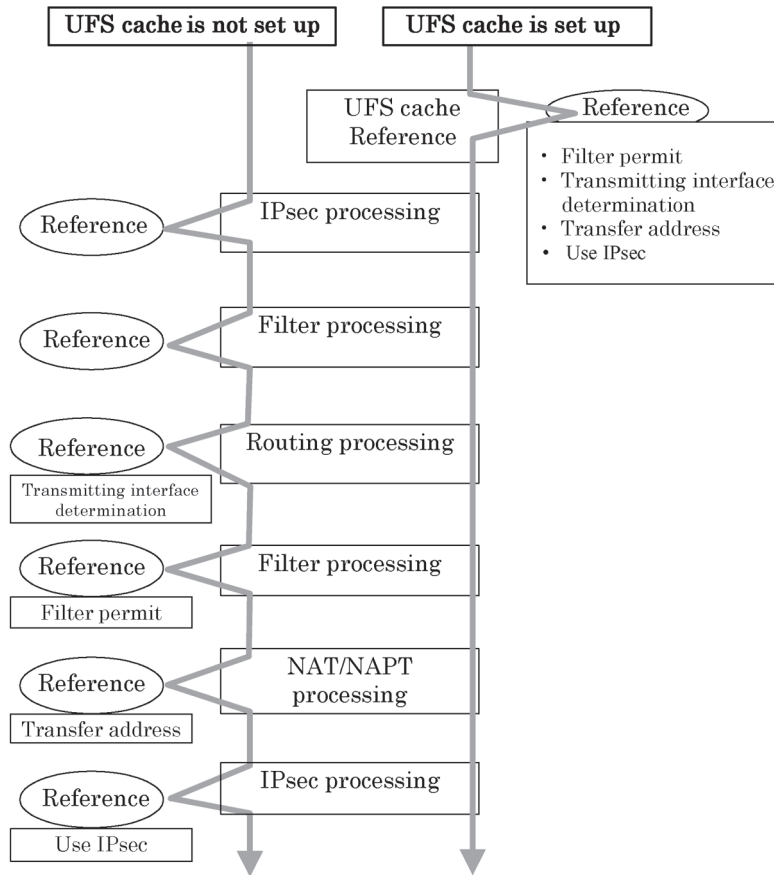 UFS cache is not set up
UFS cache is set up
UFS cache
Reference
Reference
• Filter permit
• Transmitting interface
determination
• Transfer address
• Use IPsec
Reference
IPsec processing
Reference
Filter processing
Reference
Routing processing
Transmitting interface
determination
Reference
Filter processing
Filter permit
Reference
NAT/NAPT
processing
Transfer address
Reference
IPsec processing
Use IPsec